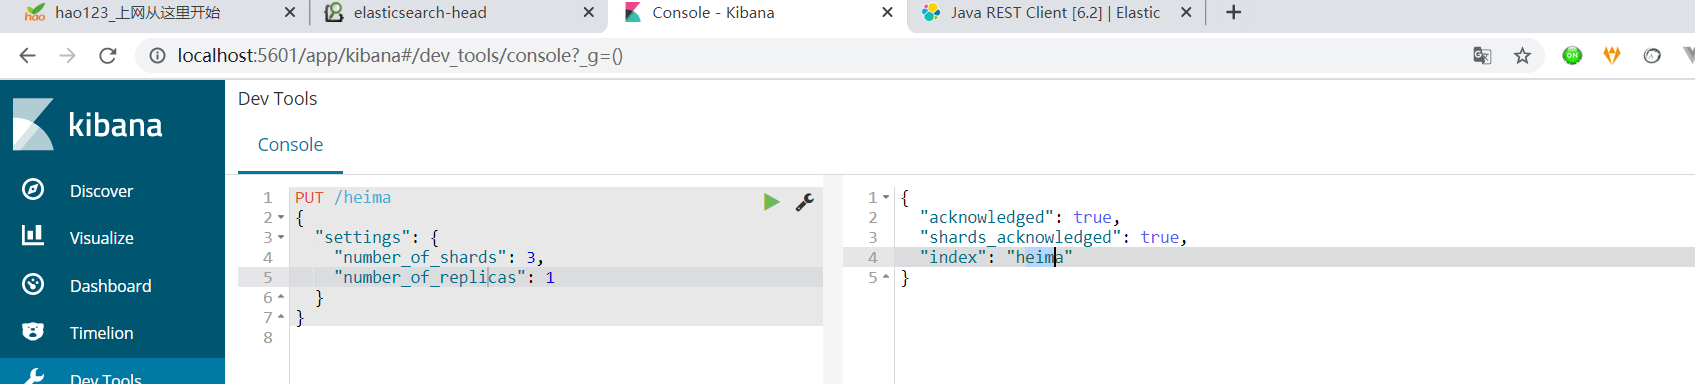 hao123_上网从这里开始
elasticsearch-head
Console - Kibana
Java REST Client [6.2] | Elastic
localhost:5601/app/kibana#/dev_tools/console?_g=()
kibana
Discover
Visualize
Dashboard
Timelion
Dev Tools
Dev Tools
Console
1 PUT /heima
2 {
3 "settings": {
4 "number_of_shards": 3,
5 "number_of_replicas": 1
6 }
7 }
8
1 {
2 "acknowledged": true,
3 "shards_acknowledged": true,
4 "index": "heima"
5 }